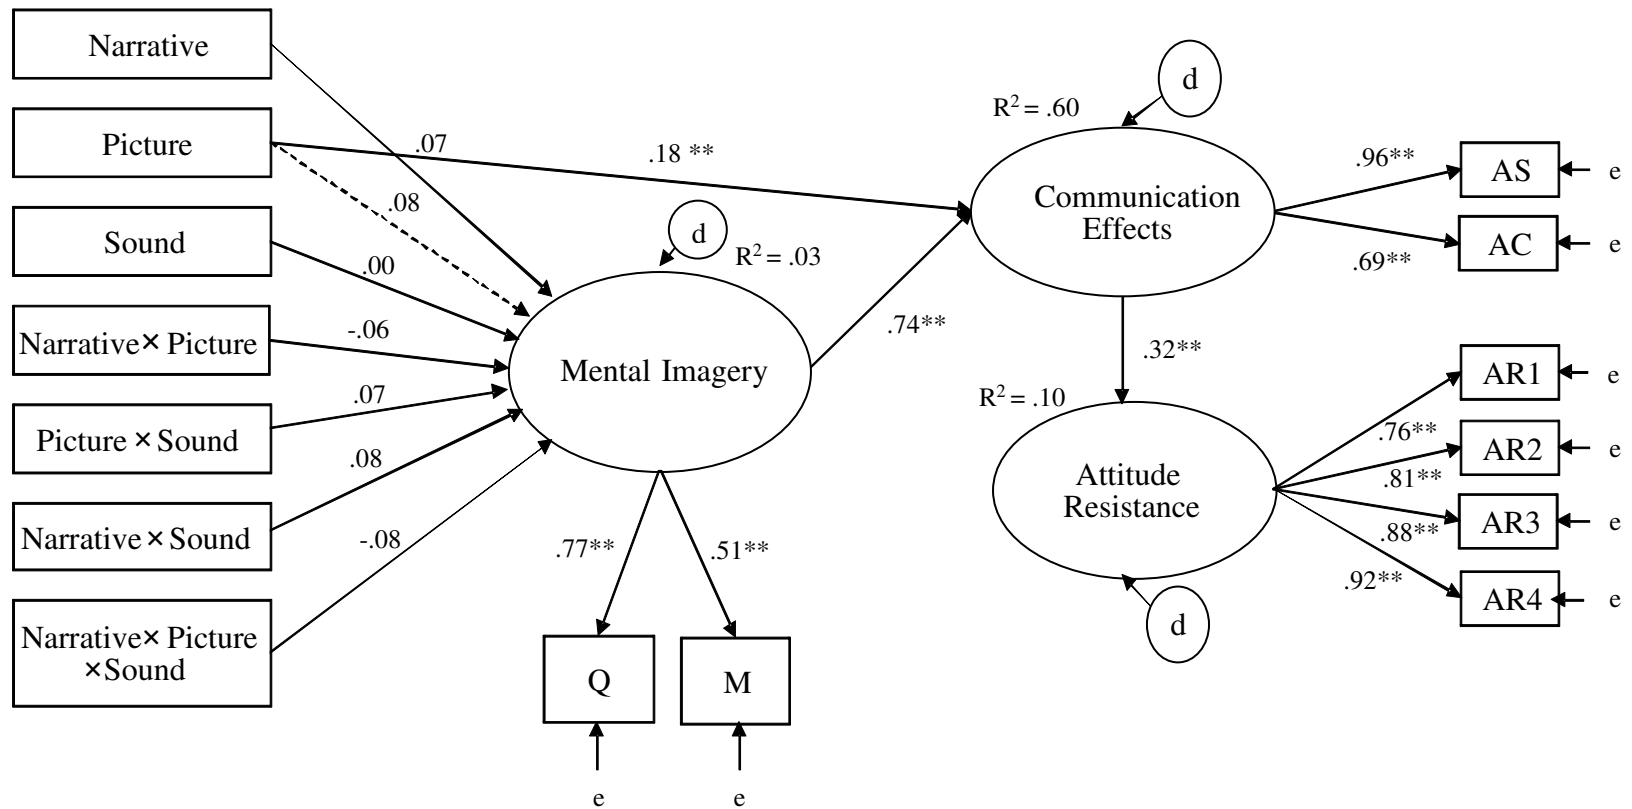 Narrative
Picture
Sound
Narrative× Picture
Picture × Sound
Narrative × Sound
Narrative× Picture
×Sound
.07
.08
.00
-.06
.07
.08
-.08
.18 **
d
R² = .03
Mental Imagery
.77**
.51**
Q
M
e
e
.74**
d
R² = .60
Communication
Effects
.96**
.69**
AS
e
AC
e
.32**
R² = .10
Attitude
Resistance
d
.76**
.81**
.88**
.92**
AR1
e
AR2
e
AR3
e
AR4
e